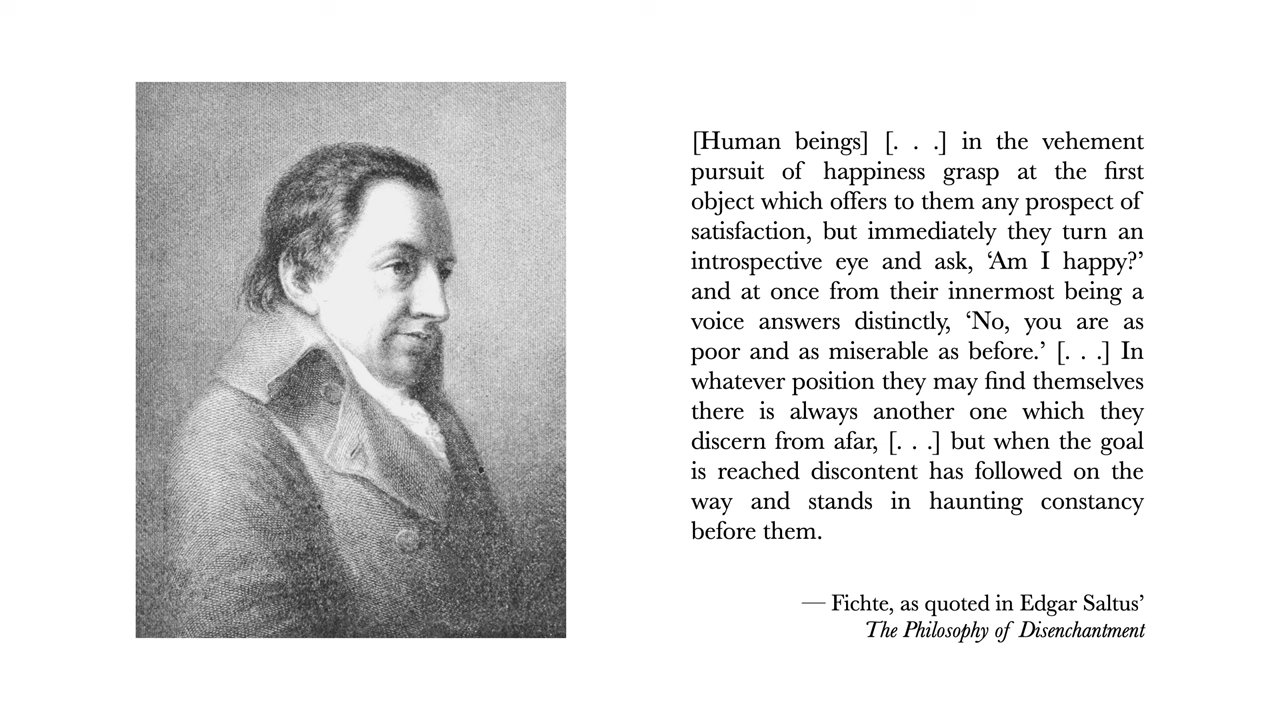 [Human beings] [. . .] in the vehement
pursuit of happiness grasp at the first
object which offers to them any prospect of
satisfaction, but immediately they turn an
introspective eye and ask, ‘Am I happy?’
and at once from their innermost being a
voice answers distinctly, ‘No, you are as
poor and as miserable as before.’ [. . .] In
whatever position they may find themselves
there is always another one which they
discern from afar, [. . .] but when the goal
is reached discontent has followed on the
way and stands in haunting constancy
before them.
— Fichte, as quoted in Edgar Saltus’
The Philosophy of Disenchantment